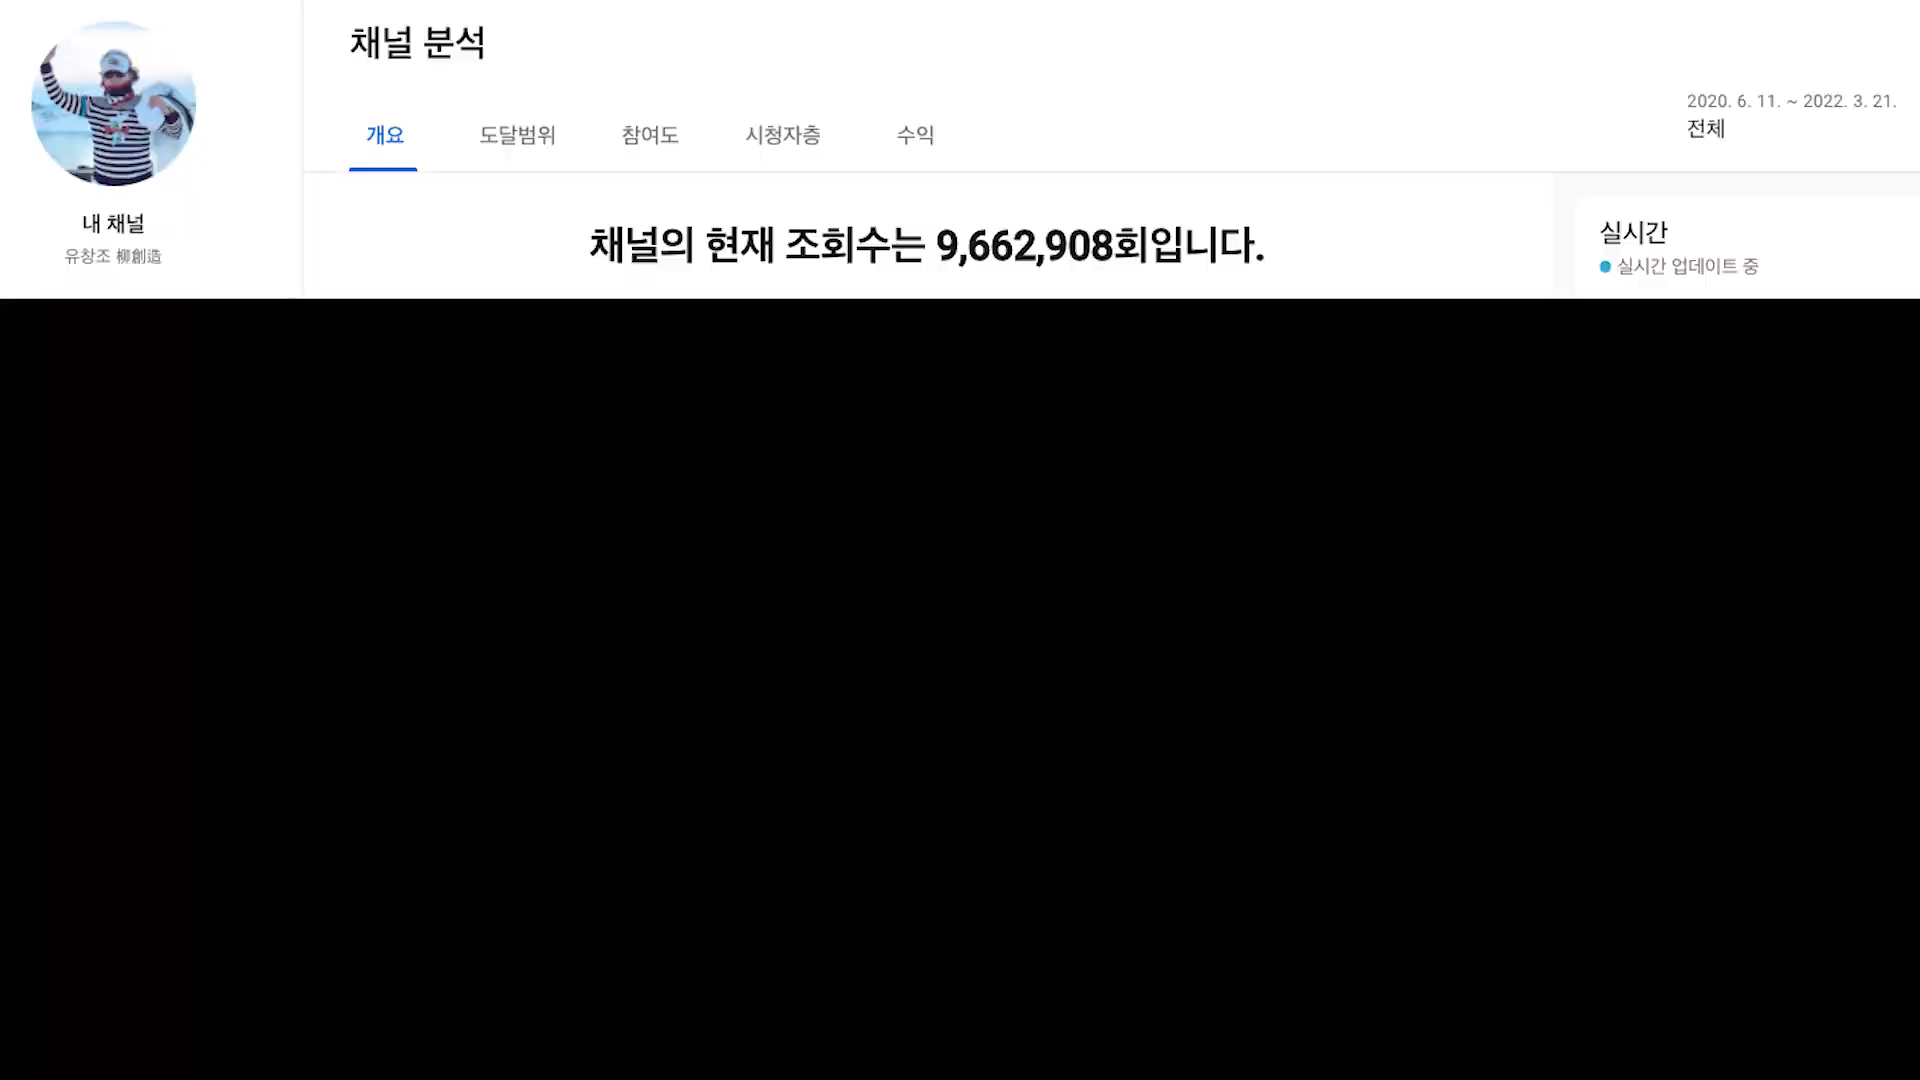 채널 분석
2020. 6. 11. ~ 2022. 3. 21.
전체
개요 도달범위 참여도 시청자층 수익
내 채널
유창조 柳創造
채널의 현재 조회수는 9,662,908회입니다.
실시간
실시간 업데이트 중